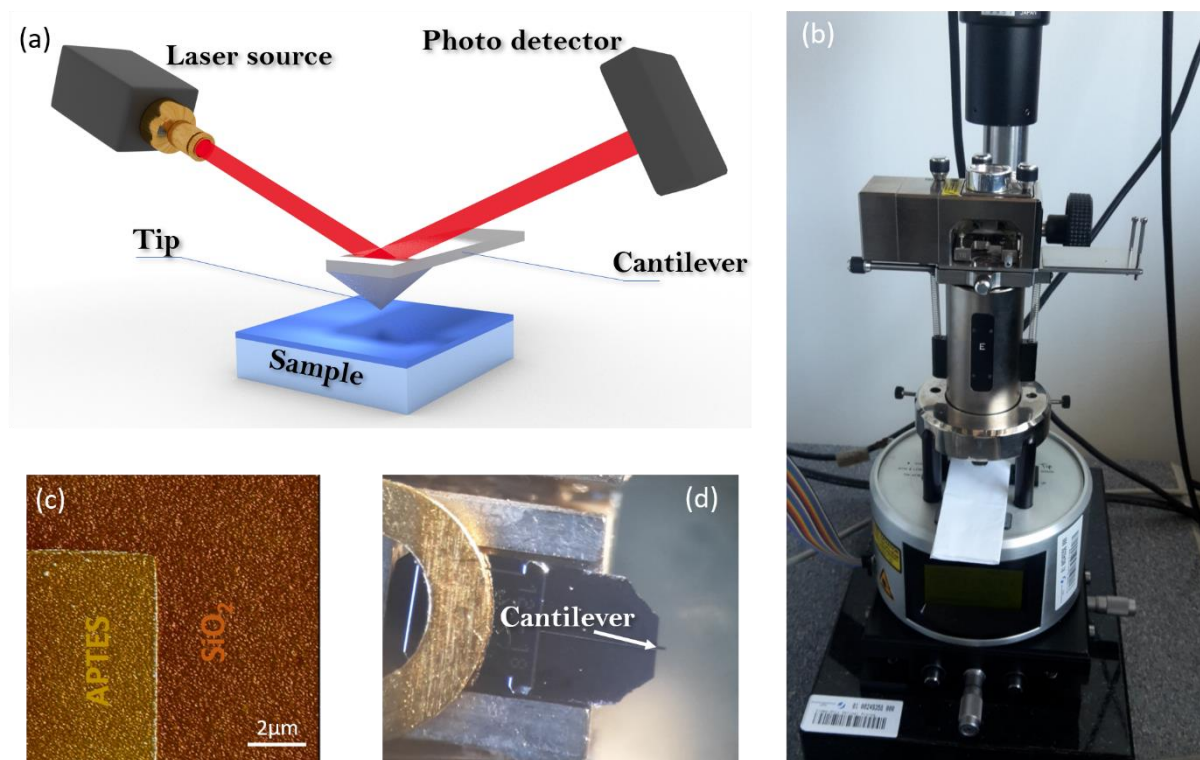 (a)
Laser source
Photo detector
Tip
Cantilever
Sample
(b)
E
(c)
APTES
SiO₂
2μm
(d)
Cantilever